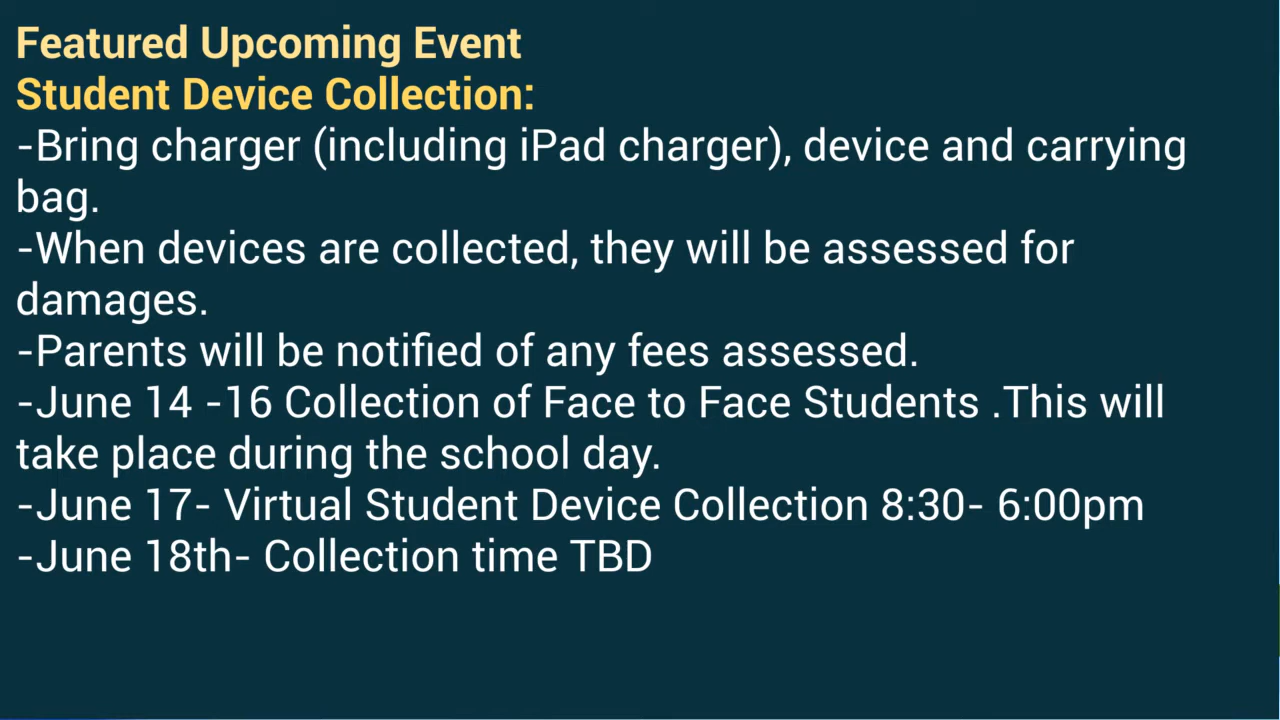 Featured Upcoming Event
Student Device Collection:
-Bring charger (including iPad charger), device and carrying
bag.
-When devices are collected, they will be assessed for
damages.
-Parents will be notified of any fees assessed.
-June 14 -16 Collection of Face to Face Students .This will
take place during the school day.
-June 17- Virtual Student Device Collection 8:30- 6:00pm
-June 18th- Collection time TBD